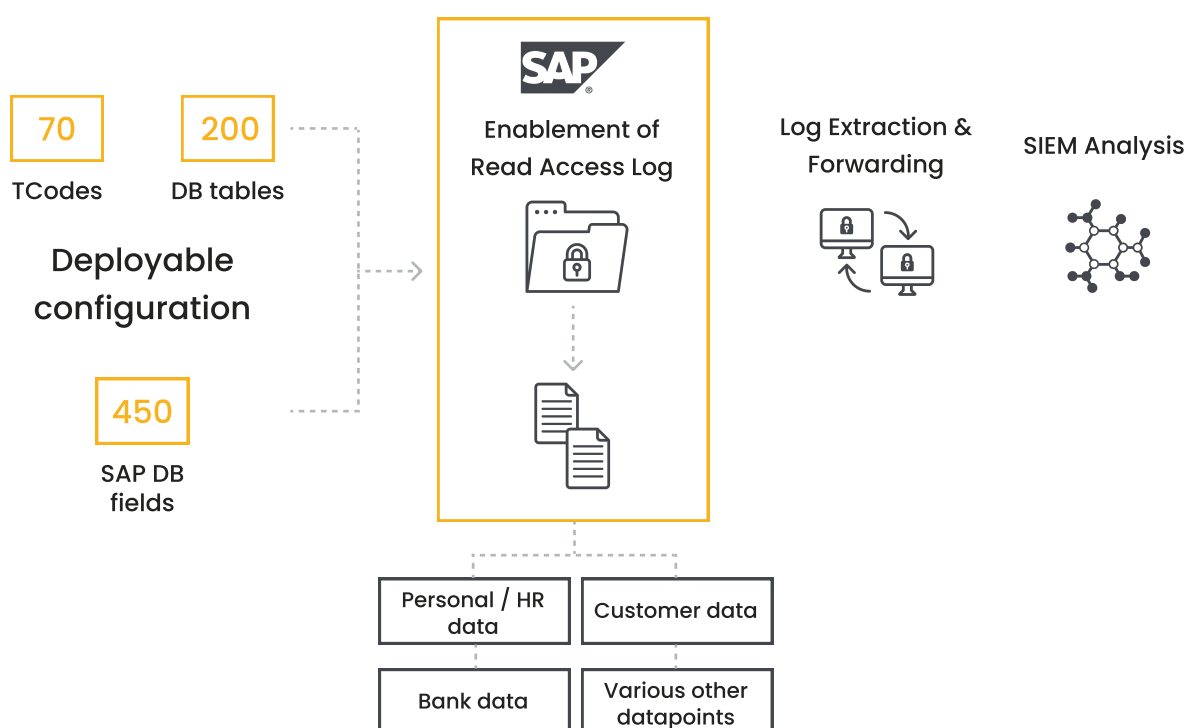 70
TCodes
200
DB tables
Deployable
configuration
450
SAP DB
fields
SAP®
Enablement of
Read Access Log
Log Extraction &
Forwarding
SIEM Analysis
Personal / HR
data
Customer data
Bank data
Various other
datapoints